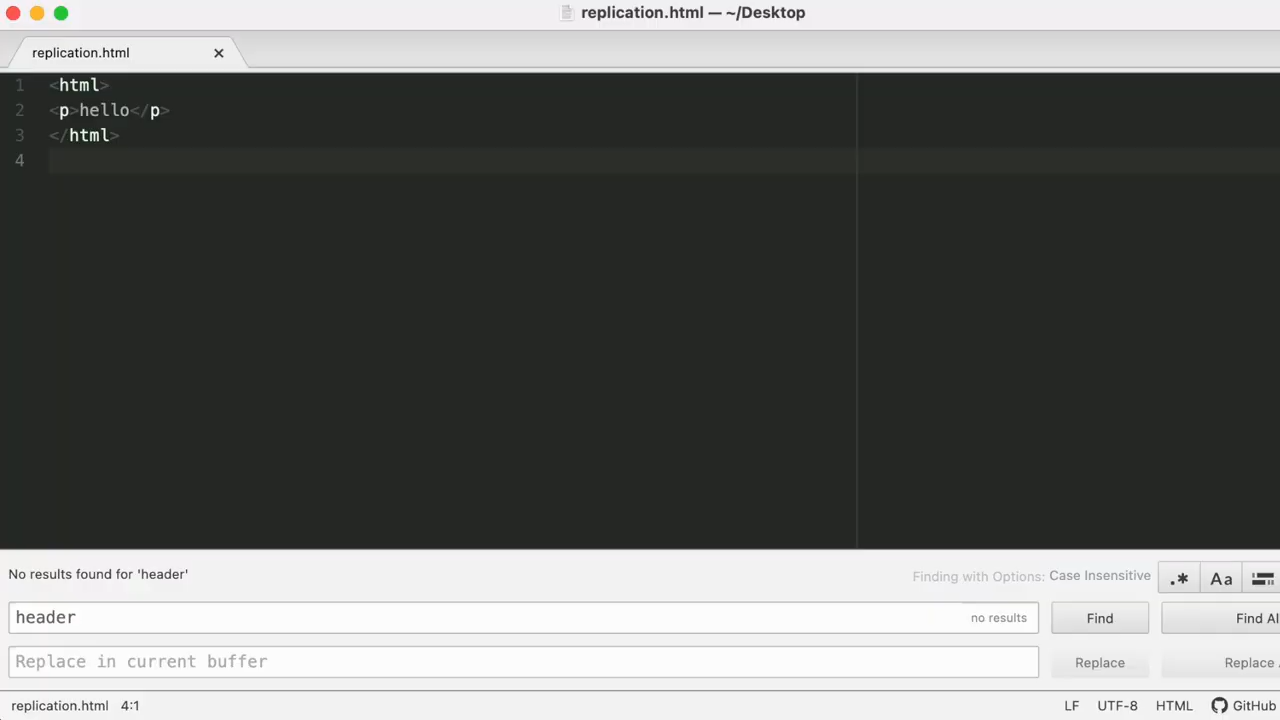 replication.html — ~/Desktop
replication.html ×
1 <html>
2 <p>hello</p>
3 </html>
4
No results found for 'header'
Finding with Options: Case Insensitive .* Aa
header no results Find Find Al
Replace in current buffer Replace Replace
replication.html 4:1 LF UTF-8 HTML GitHub